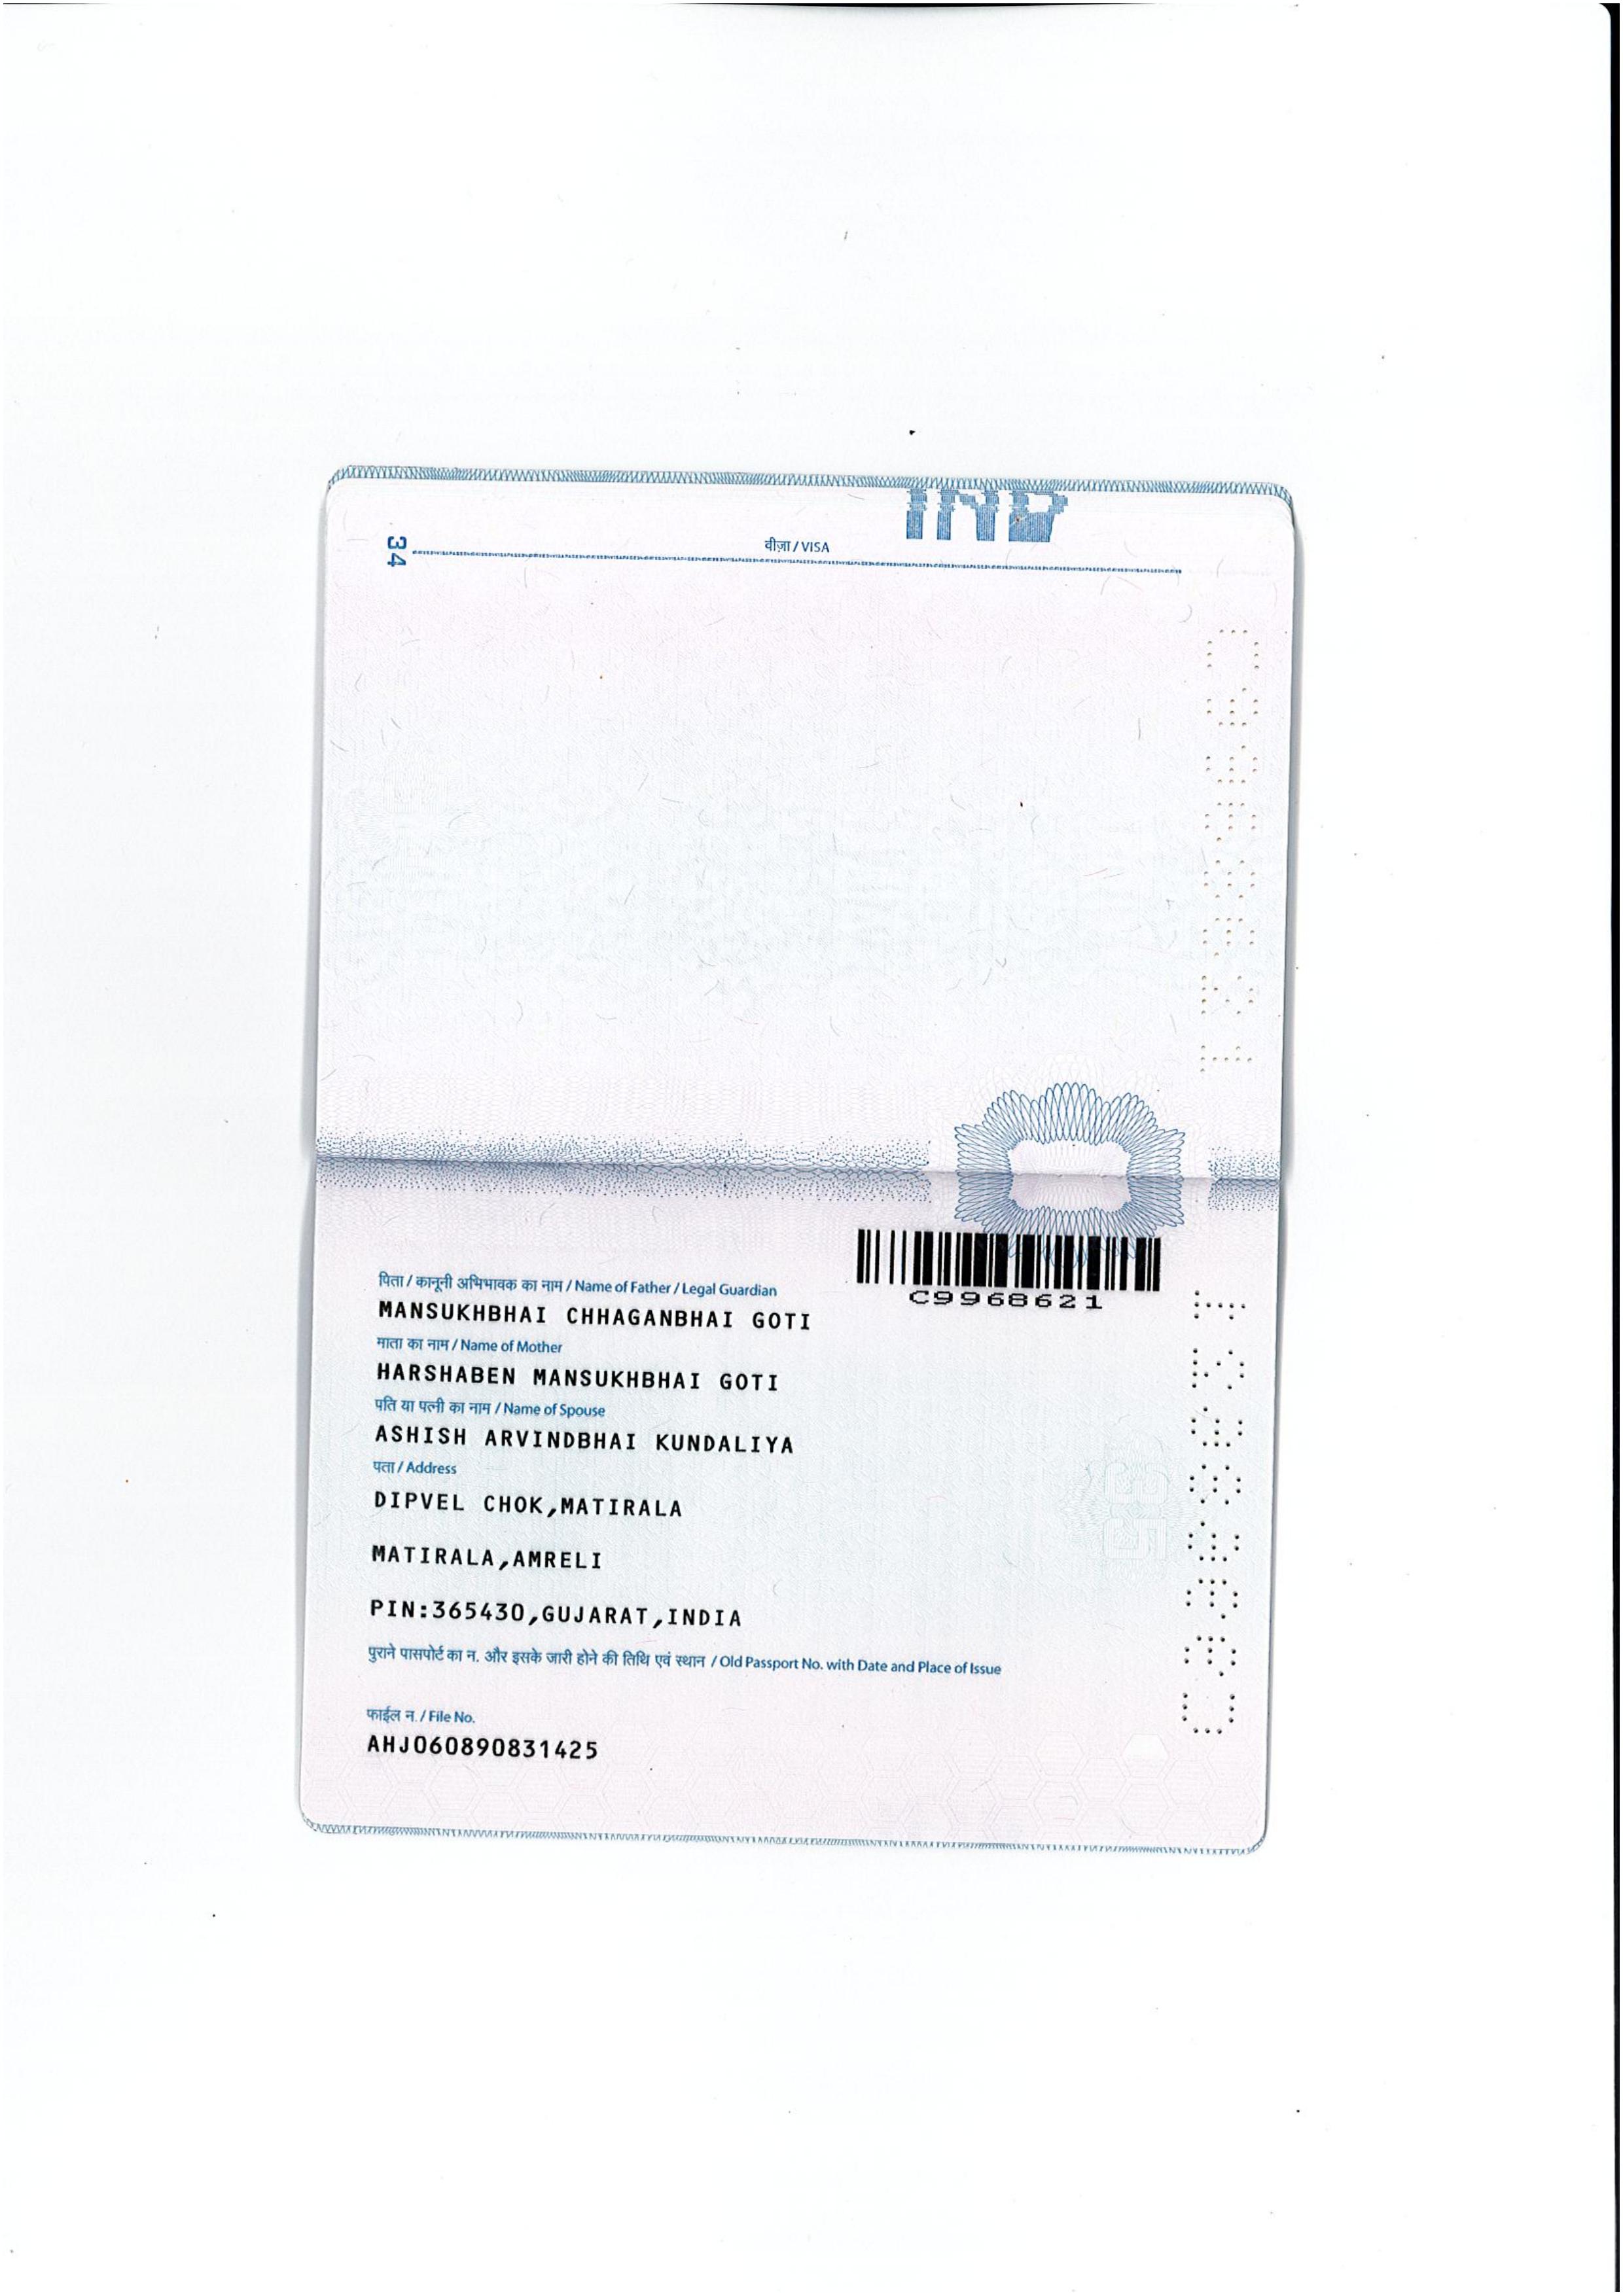 IND
34
वीज़ा / VISA
C9968621
पिता / कानूनी अभिभावक का नाम / Name of Father / Legal Guardian
MANSUKHBHAI CHHAGANBHAI GOTI
माता का नाम / Name of Mother
HARSHABEN MANSUKHBHAI GOTI
पति या पत्नी का नाम / Name of Spouse
ASHISH ARVINDBHAI KUNDALIYA
पता / Address
DIPVEL CHOK,MATIRALA
MATIRALA,AMRELI
PIN:365430,GUJARAT,INDIA
पुराने पासपोर्ट का न. और इसके जारी होने की तिथि एवं स्थान / Old Passport No. with Date and Place of Issue
फाईल न. / File No.
AHJ060890831425
C9968621
C9968621